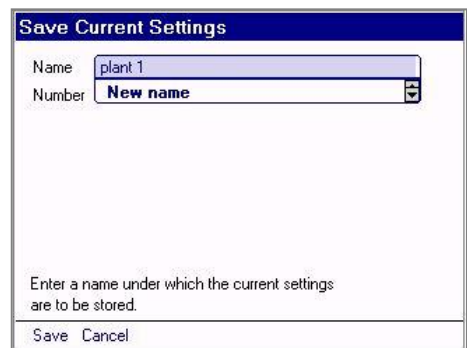 Save Current Settings
Name plant 1
Number New name
Enter a name under which the current settings
are to be stored.
Save Cancel